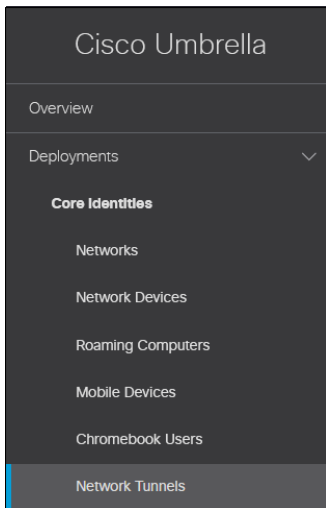 Cisco Umbrella
Overview
Deployments
Core Identities
Networks
Network Devices
Roaming Computers
Mobile Devices
Chromebook Users
Network Tunnels